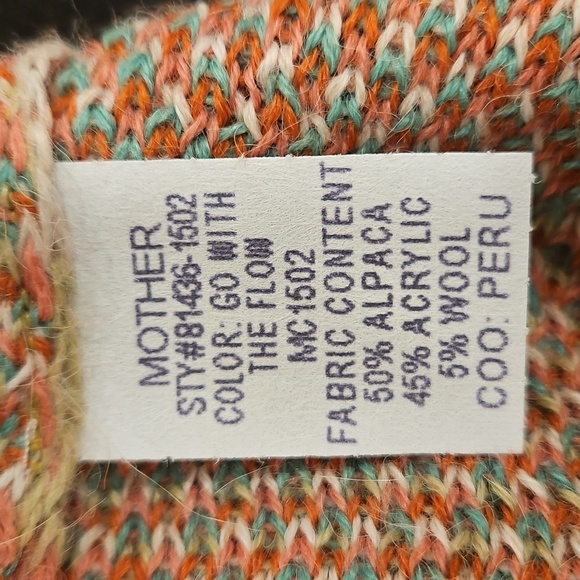 MOTHER
STY#81436-1502
COLOR: GO WITH
THE FLOW
MC1502
FABRIC CONTENT
50% ALPACA
45% ACRYLIC
5% WOOL
COO: PERU